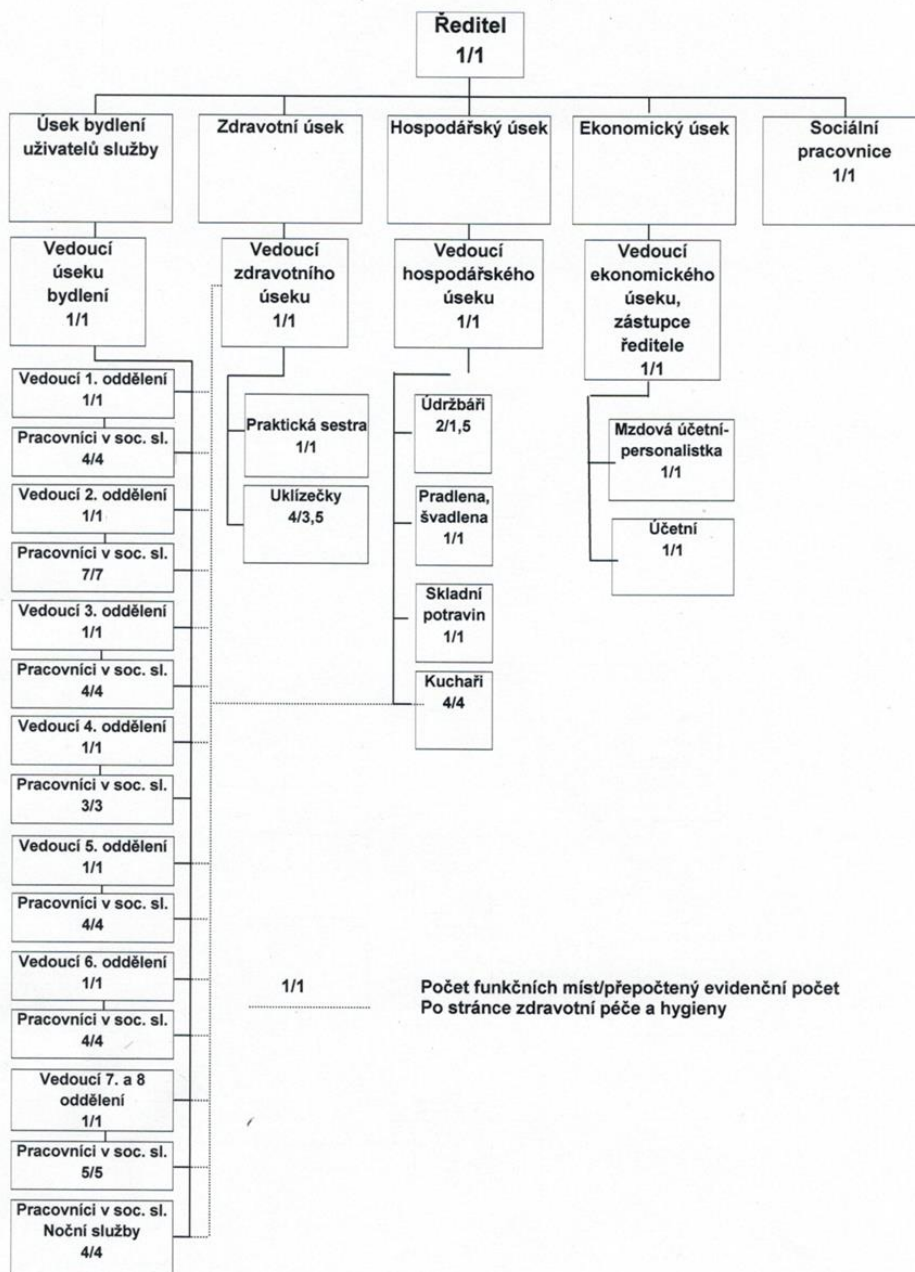 Ředitel
1/1
Úsek bydlení
uživatelů služby
Zdravotní úsek
Hospodářský úsek
Ekonomický úsek
Sociální
pracovnice
1/1
Vedoucí
úseku
bydlení
1/1
Vedoucí
zdravotního
úseku
1/1
Vedoucí
hospodářského
úseku
1/1
Vedoucí
ekonomického
úseku,
zástupce
ředitele
1/1
Vedoucí 1. oddělení
1/1
Pracovníci v soc. sl.
4/4
Vedoucí 2. oddělení
1/1
Pracovníci v soc. sl.
7/7
Vedoucí 3. oddělení
1/1
Pracovníci v soc. sl.
4/4
Vedoucí 4. oddělení
1/1
Pracovníci v soc. sl.
3/3
Vedoucí 5. oddělení
1/1
Pracovníci v soc. sl.
4/4
Vedoucí 6. oddělení
1/1
Pracovníci v soc. sl.
4/4
Vedoucí 7. a 8
oddělení
1/1
Pracovníci v soc. sl.
5/5
Pracovníci v soc. sl.
Noční služby
4/4
Praktická sestra
1/1
Uklízečky
4/3,5
Údržbáři
2/1,5
Pradlena,
švadlena
1/1
Skladní
potravin
1/1
Kuchaři
4/4
Mzdová účetní-
personalistka
1/1
Účetní
1/1
1/1 Počet funkčních míst/přepočtený evidenční počet
Po stránce zdravotní péče a hygieny